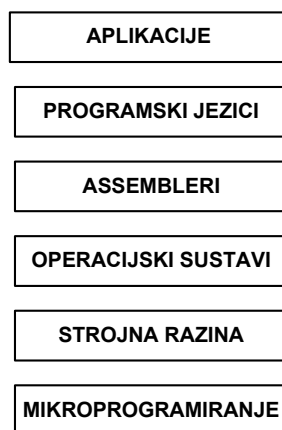 APLIKACIJE
PROGRAMSKI JEZICI
ASSEMBLERI
OPERACIJSKI SUSTAVI
STROJNA RAZINA
MIKROPROGRAMIRANJE